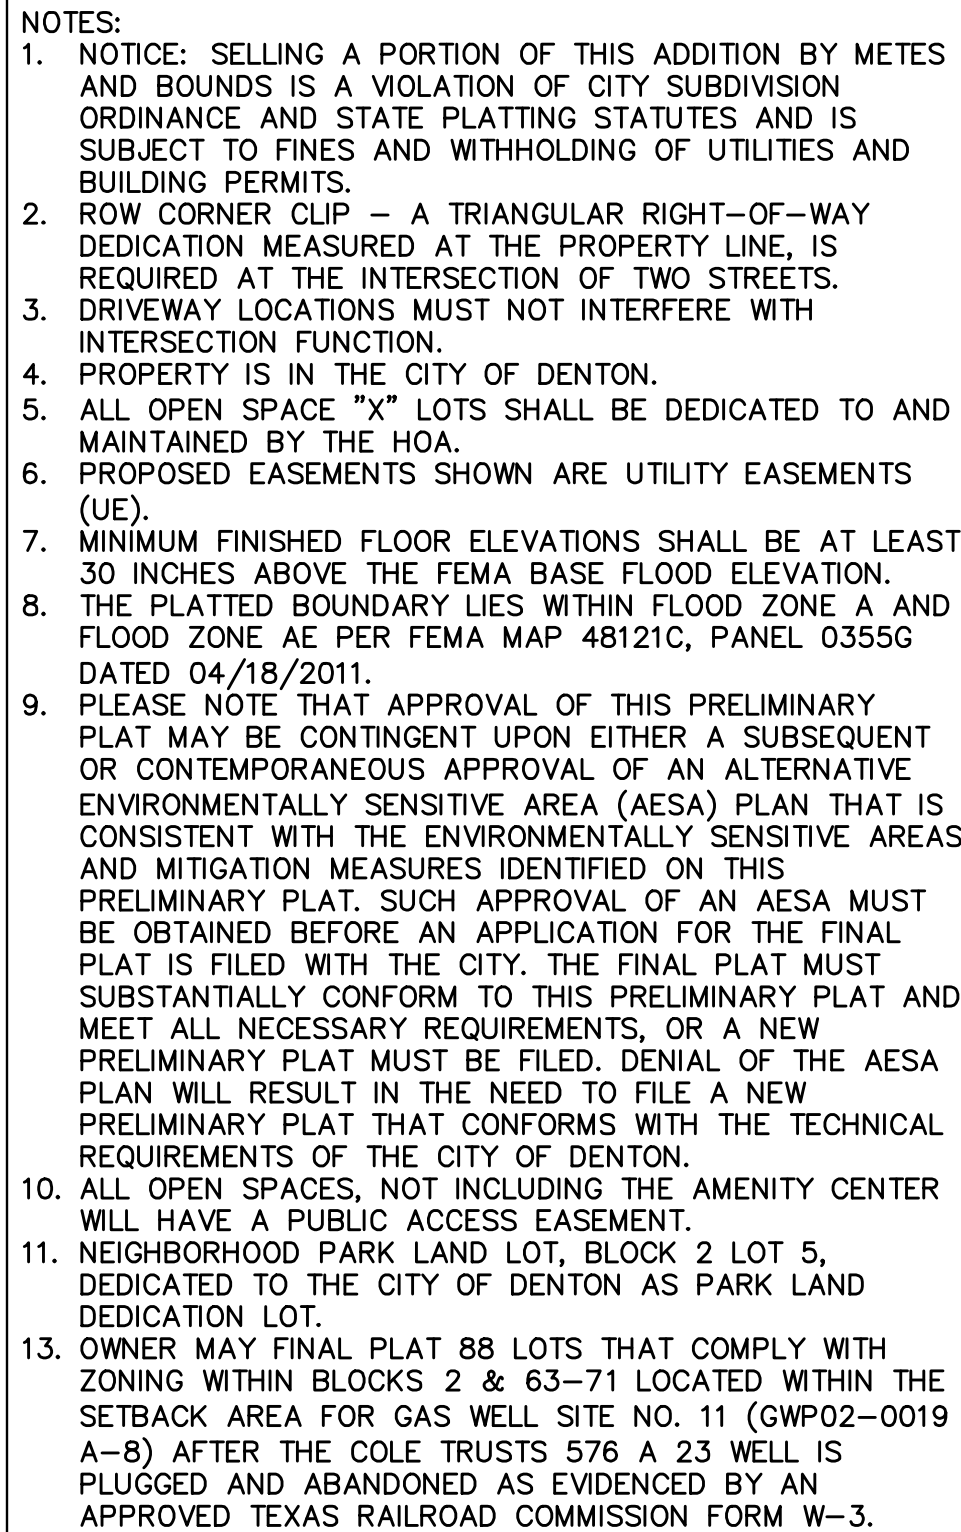 NOTES:
1. NOTICE: SELLING A PORTION OF THIS ADDITION BY METES
AND BOUNDS IS A VIOLATION OF CITY SUBDIVISION
ORDINANCE AND STATE PLATTING STATUTES AND IS
SUBJECT TO FINES AND WITHHOLDING OF UTILITIES AND
BUILDING PERMITS.
2. ROW CORNER CLIP – A TRIANGULAR RIGHT–OF–WAY
DEDICATION MEASURED AT THE PROPERTY LINE, IS
REQUIRED AT THE INTERSECTION OF TWO STREETS.
3. DRIVEWAY LOCATIONS MUST NOT INTERFERE WITH
INTERSECTION FUNCTION.
4. PROPERTY IS IN THE CITY OF DENTON.
5. ALL OPEN SPACE "X" LOTS SHALL BE DEDICATED TO AND
MAINTAINED BY THE HOA.
6. PROPOSED EASEMENTS SHOWN ARE UTILITY EASEMENTS
(UE).
7. MINIMUM FINISHED FLOOR ELEVATIONS SHALL BE AT LEAST
30 INCHES ABOVE THE FEMA BASE FLOOD ELEVATION.
8. THE PLATTED BOUNDARY LIES WITHIN FLOOD ZONE A AND
FLOOD ZONE AE PER FEMA MAP 48121C, PANEL 0355G
DATED 04/18/2011.
9. PLEASE NOTE THAT APPROVAL OF THIS PRELIMINARY
PLAT MAY BE CONTINGENT UPON EITHER A SUBSEQUENT
OR CONTEMPORANEOUS APPROVAL OF AN ALTERNATIVE
ENVIRONMENTALLY SENSITIVE AREA (AESA) PLAN THAT IS
CONSISTENT WITH THE ENVIRONMENTALLY SENSITIVE AREAS
AND MITIGATION MEASURES IDENTIFIED ON THIS
PRELIMINARY PLAT. SUCH APPROVAL OF AN AESA MUST
BE OBTAINED BEFORE AN APPLICATION FOR THE FINAL
PLAT IS FILED WITH THE CITY. THE FINAL PLAT MUST
SUBSTANTIALLY CONFORM TO THIS PRELIMINARY PLAT AND
MEET ALL NECESSARY REQUIREMENTS, OR A NEW
PRELIMINARY PLAT MUST BE FILED. DENIAL OF THE AESA
PLAN WILL RESULT IN THE NEED TO FILE A NEW
PRELIMINARY PLAT THAT CONFORMS WITH THE TECHNICAL
REQUIREMENTS OF THE CITY OF DENTON.
10. ALL OPEN SPACES, NOT INCLUDING THE AMENITY CENTER
WILL HAVE A PUBLIC ACCESS EASEMENT.
11. NEIGHBORHOOD PARK LAND LOT, BLOCK 2 LOT 5,
DEDICATED TO THE CITY OF DENTON AS PARK LAND
DEDICATION LOT.
13. OWNER MAY FINAL PLAT 88 LOTS THAT COMPLY WITH
ZONING WITHIN BLOCKS 2 & 63–71 LOCATED WITHIN THE
SETBACK AREA FOR GAS WELL SITE NO. 11 (GWP02–0019
A–8) AFTER THE COLE TRUSTS 576 A 23 WELL IS
PLUGGED AND ABANDONED AS EVIDENCED BY AN
APPROVED TEXAS RAILROAD COMMISSION FORM W–3.